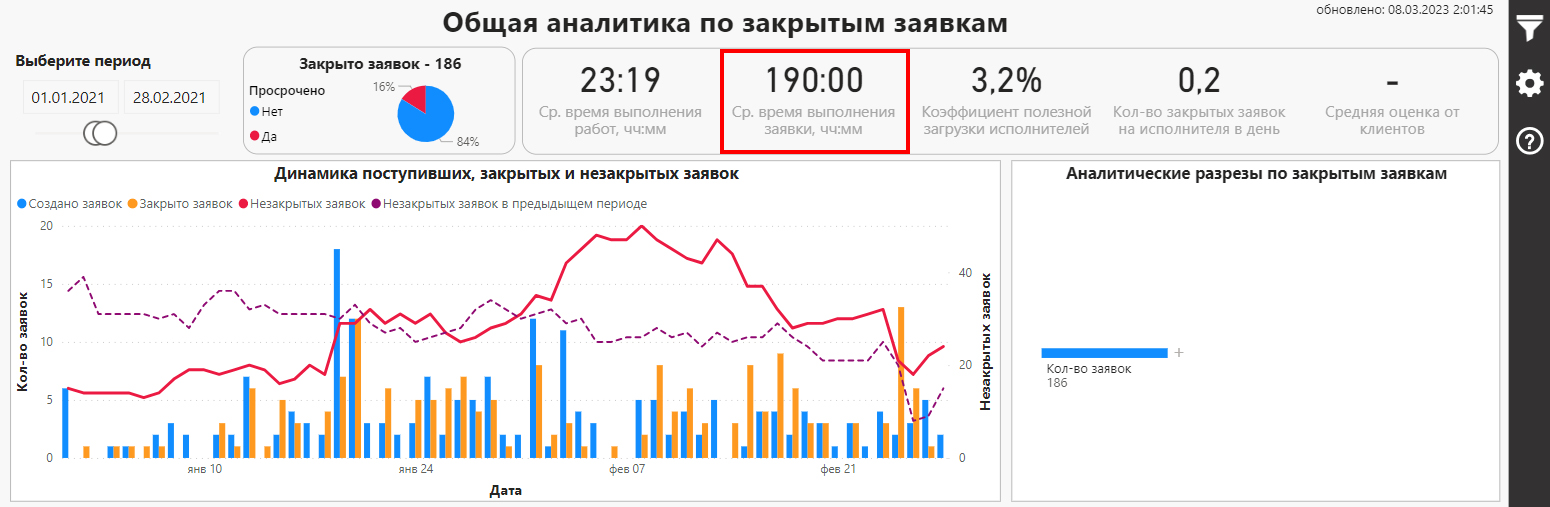 Общая аналитика по закрытым заявкам
обновлено: 08.03.2023 2:01:45
Выберите период
01.01.2021
28.02.2021
Закрыто заявок - 186
Просрочено
Нет
Да
16%
84%
23:19
Ср. время выполнения
работ, чч:мм
190:00
Ср. время выполнения
заявки, чч:мм
3,2%
Коэффициент полезной
загрузки исполнителей
0,2
Кол-во закрытых заявок
на исполнителя в день
-
Средняя оценка от
клиентов
Динамика поступивших, закрытых и незакрытых заявок
Создано заявок Закрыто заявок Незакрытых заявок Незакрытых заявок в предыдыщем периоде
Кол-во заявок
20
15
10
5
0
янв 10
янв 24
фев 07
фев 21
Дата
40
20
0
Незакрытых заявок
Аналитические разрезы по закрытым заявкам
Кол-во заявок
186